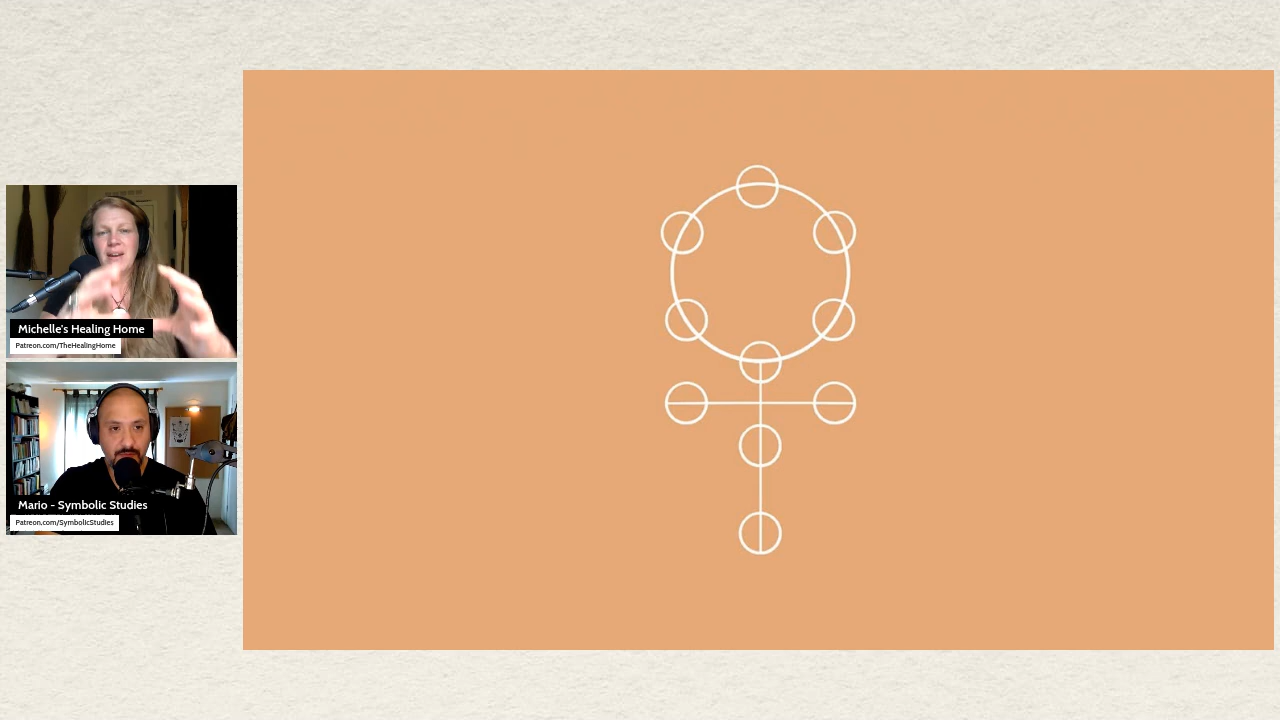 Michelle's Healing Home
Patreon.com/TheHealingHome
Mario - Symbolic Studies
Patreon.com/SymbolicStudies